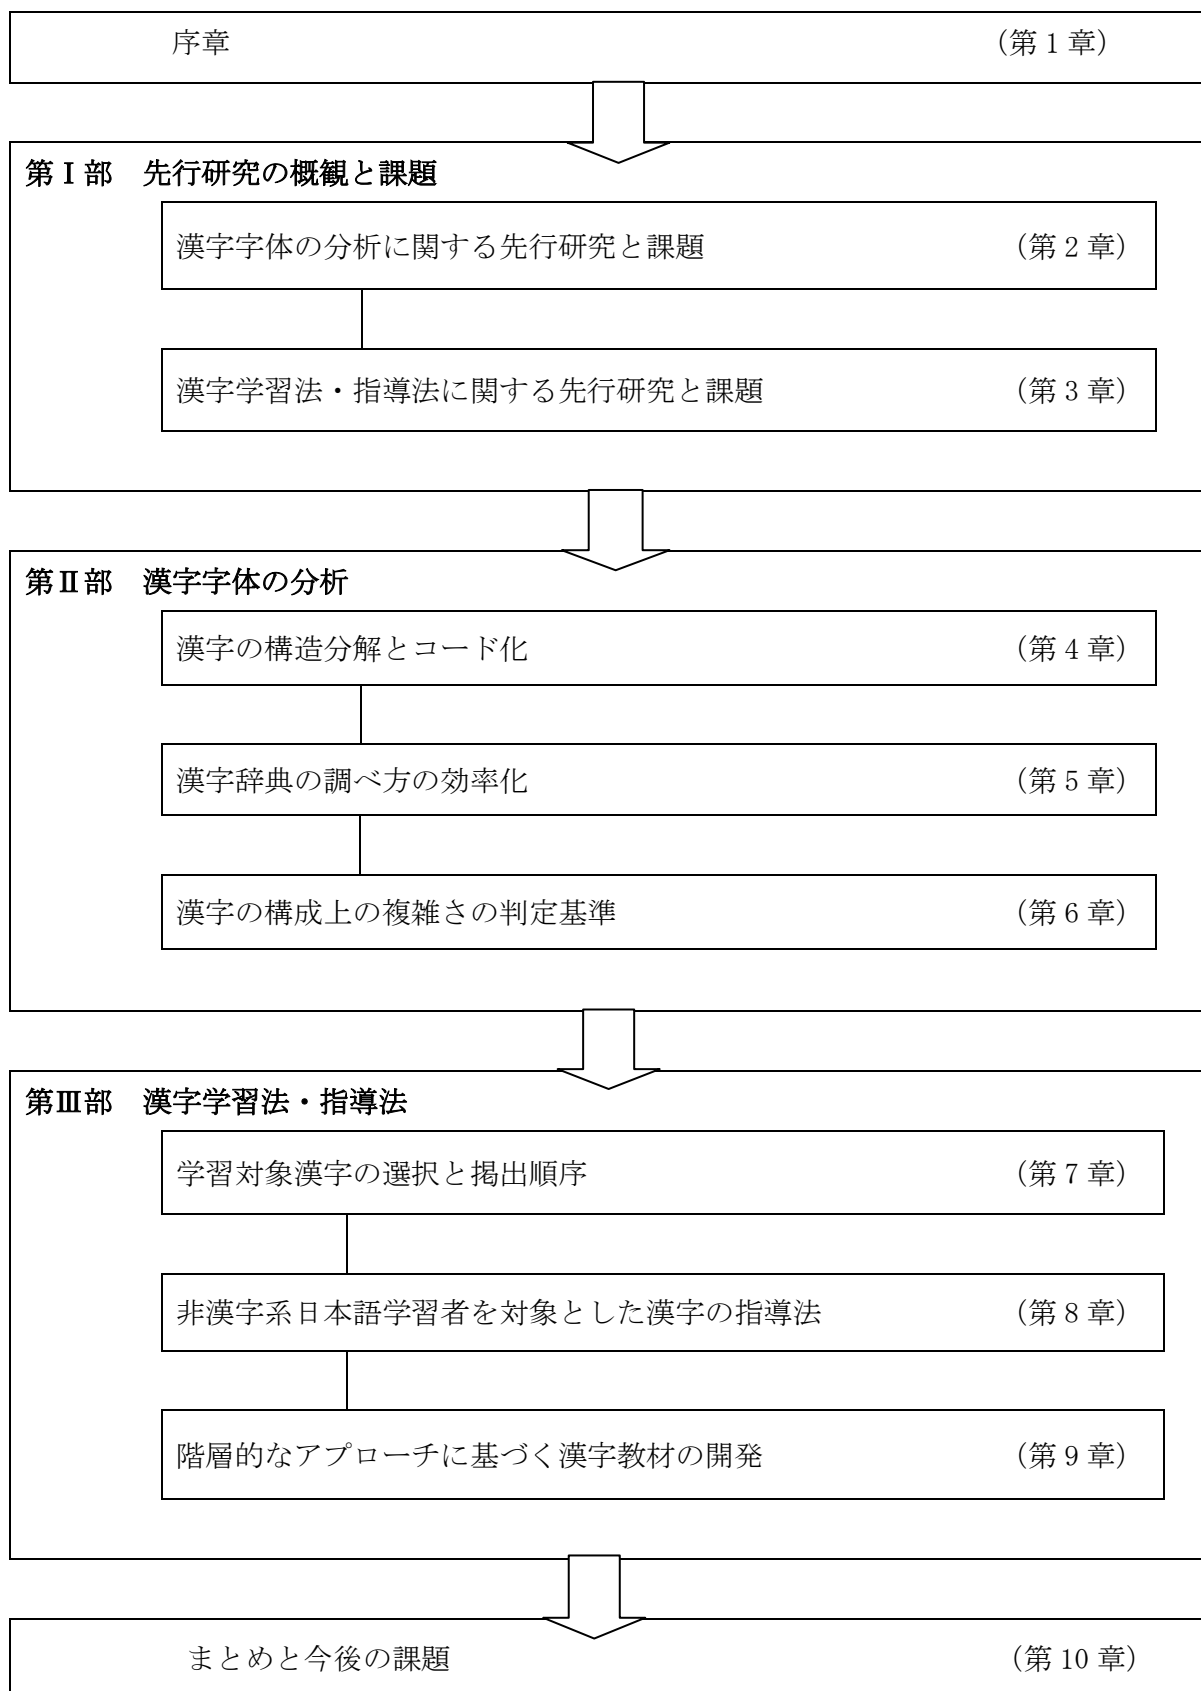 序章 (第 1 章)
第Ⅰ部 先行研究の概観と課題
漢字字体の分析に関する先行研究と課題 (第 2 章)
漢字学習法・指導法に関する先行研究と課題 (第 3 章)
第Ⅱ部 漢字字体の分析
漢字の構造分解とコード化 (第 4 章)
漢字辞典の調べ方の効率化 (第 5 章)
漢字の構成上の複雑さの判定基準 (第 6 章)
第Ⅲ部 漢字学習法・指導法
学習対象漢字の選択と掲出順序 (第 7 章)
非漢字系日本語学習者を対象とした漢字の指導法 (第 8 章)
階層的なアプローチに基づく漢字教材の開発 (第 9 章)
まとめと今後の課題 (第 10 章)